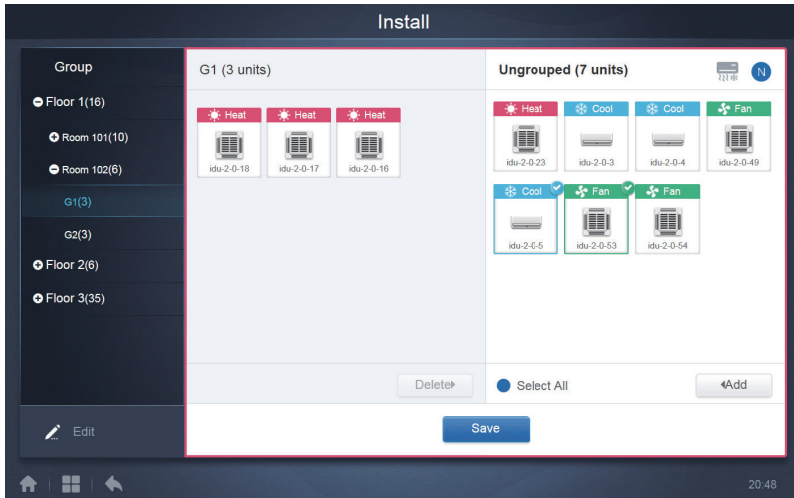 Install
Group
Floor 1(16)
Room 101(10)
Room 102(6)
G1(3)
G2(3)
Floor 2(6)
Floor 3(35)
Edit
G1 (3 units)
Heat
idu-2-0-18
Heat
idu-2-0-17
Heat
idu-2-0-16
Delete
Ungrouped (7 units)
N
Heat
idu-2-0-23
Cool
idu-2-0-3
Cool
idu-2-0-4
Fan
idu-2-0-49
Cool
idu-2-0-5
Fan
idu-2-0-53
Fan
idu-2-0-54
Select All
Add
Save
20:48